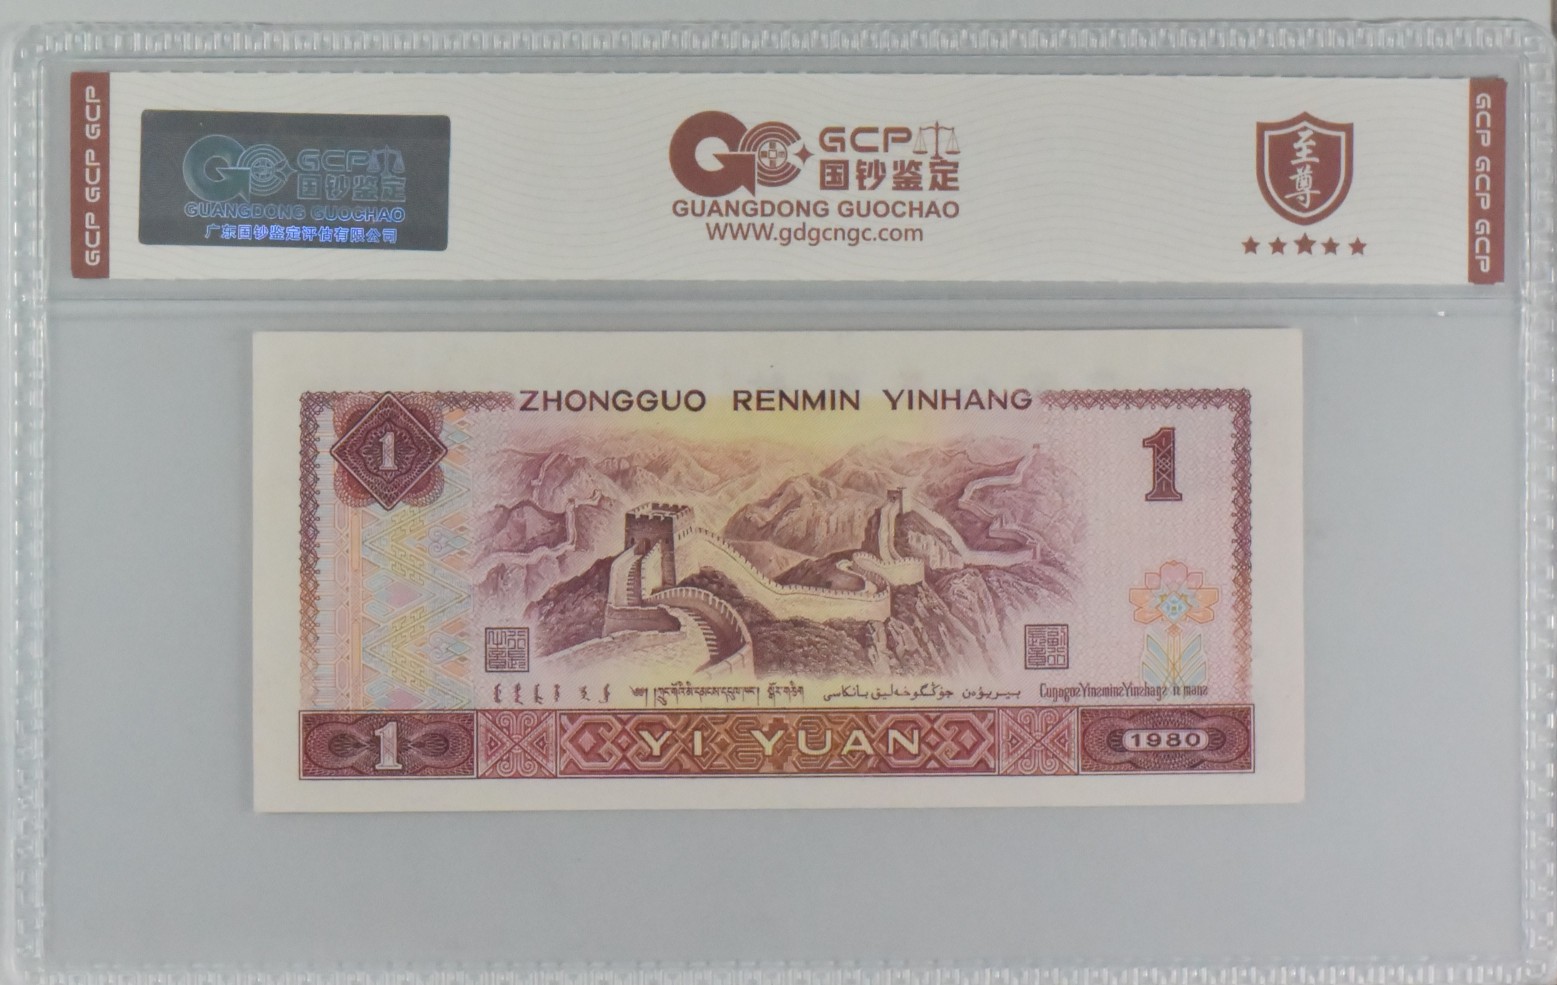 GCP GCP GCP
GCP
国钞鉴定
GUANGDONG GUOCHAO
广东国钞鉴定评估有限公司
GCP
国钞鉴定
GUANGDONG GUOCHAO
WWW.gdgcngc.com
至尊
GCP GCP GCP
ZHONGGUO RENMIN YINHANG
1
1
1
YI YUAN
1980